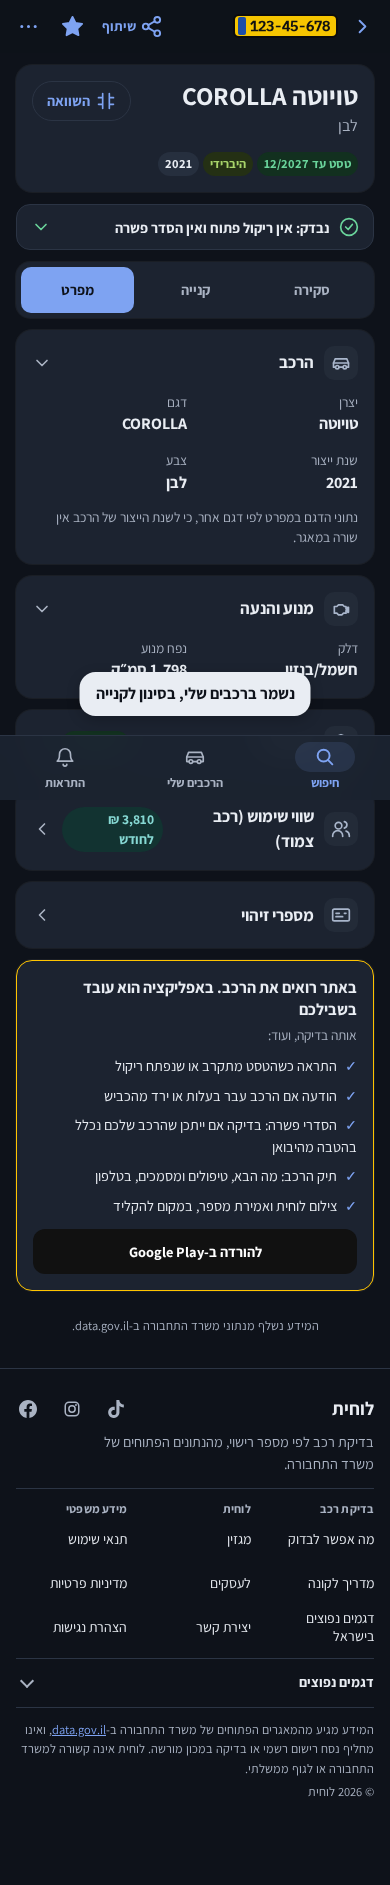 123-45-678
שיתוף
טויוטה COROLLA
השוואה
לבן
טסט עד 12/2027
היברידי
2021
נבדק: אין ריקול פתוח ואין הסדר פשרה
סקירה
קנייה
מפרט
הרכב
יצרן
דגם
טויוטה
COROLLA
שנת ייצור
צבע
2021
לבן
נתוני הדגם במפרט לפי דגם אחר, כי לשנת הייצור של הרכב אין
שורה במאגר.
מנוע והנעה
דלק
נפח מנוע
חשמל/בנזין
1,798 סמ״ק
נשמר ברכבים שלי, בסינון לקנייה
חיפוש
הרכבים שלי
התראות
שווי שימוש (רכב
צמוד)
3,810 ₪
לחודש
מספרי זיהוי
באתר רואים את הרכב. באפליקציה הוא עובד
בשבילכם
אותה בדיקה, ועוד:
✓ התראה כשהטסט מתקרב או שנפתח ריקול
✓ הודעה אם הרכב עבר בעלות או ירד מהכביש
✓ הסדרי פשרה: בדיקה אם ייתכן שהרכב שלכם נכלל
בהטבה מהיבואן
✓ תיק הרכב: מה הבא, טיפולים ומסמכים, בטלפון
✓ צילום לוחית ואמירת מספר, במקום להקליד
להורדה ב-Google Play
המידע נשלף מנתוני משרד התחבורה ב-data.gov.il.
לוחית
בדיקת רכב לפי מספר רישוי, מהנתונים הפתוחים של
משרד התחבורה.
בדיקת רכב
לוחית
מידע משפטי
מה אפשר לבדוק
מגזין
תנאי שימוש
מדריך לקונה
לעסקים
מדיניות פרטיות
דגמים נפוצים
בישראל
יצירת קשר
הצהרת נגישות
דגמים נפוצים
המידע מגיע מהמאגרים הפתוחים של משרד התחבורה ב-data.gov.il, ואינו
מחליף נסח רישום רשמי או בדיקה במכון מורשה. לוחית אינה קשורה למשרד
התחבורה או לגוף ממשלתי.
© 2026 לוחית